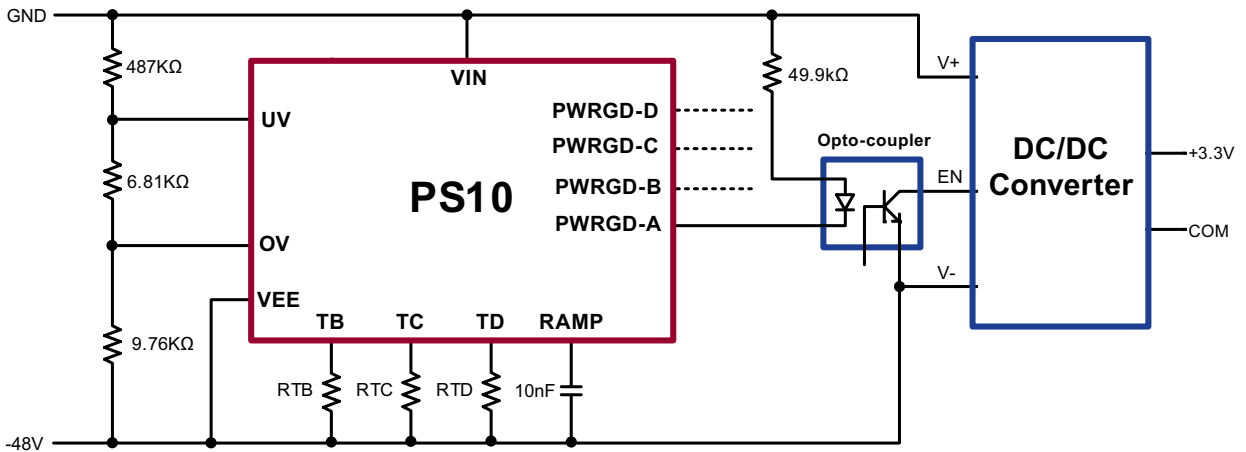 GND
487KΩ
6.81KΩ
9.76KΩ
-48V
VIN
UV
OV
VEE
PS10
PWRGD-D
PWRGD-C
PWRGD-B
PWRGD-A
TB
TC
TD
RAMP
RTB
RTC
RTD
10nF
49.9kΩ
Opto-coupler
V+
EN
V-
DC/DC
Converter
+3.3V
COM